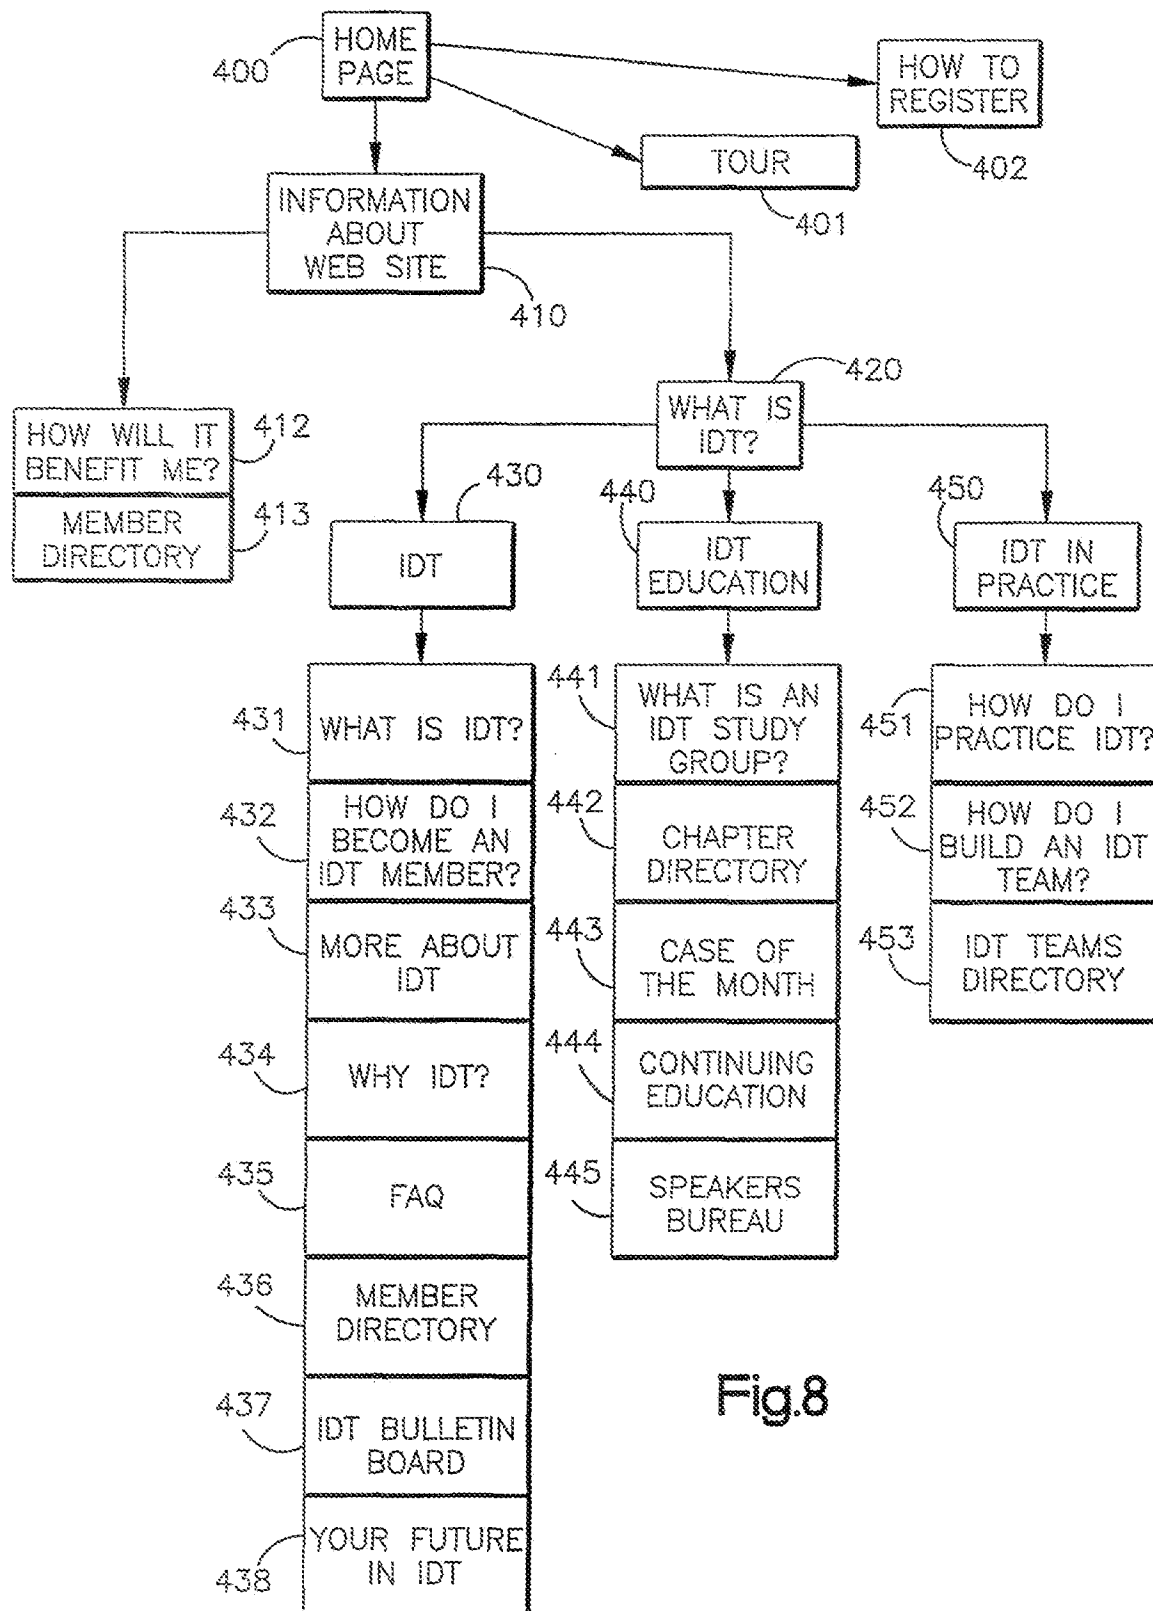 HOME
PAGE
400
HOW TO
REGISTER
402
TOUR
401
INFORMATION
ABOUT
WEB SITE
410
420
WHAT IS
IDT?
HOW WILL IT
BENEFIT ME?
412
MEMBER
DIRECTORY
413
430
IDT
440
IDT
EDUCATION
450
IDT IN
PRACTICE
431
WHAT IS IDT?
432
HOW DO I
BECOME AN
IDT MEMBER?
433
MORE ABOUT
IDT
434
WHY IDT?
435
FAQ
436
MEMBER
DIRECTORY
437
IDT BULLETIN
BOARD
438
YOUR FUTURE
IN IDT
441
WHAT IS AN
IDT STUDY
GROUP?
442
CHAPTER
DIRECTORY
443
CASE OF
THE MONTH
444
CONTINUING
EDUCATION
445
SPEAKERS
BUREAU
451
HOW DO I
PRACTICE IDT?
452
HOW DO I
BUILD AN IDT
TEAM?
453
IDT TEAMS
DIRECTORY
Fig.8